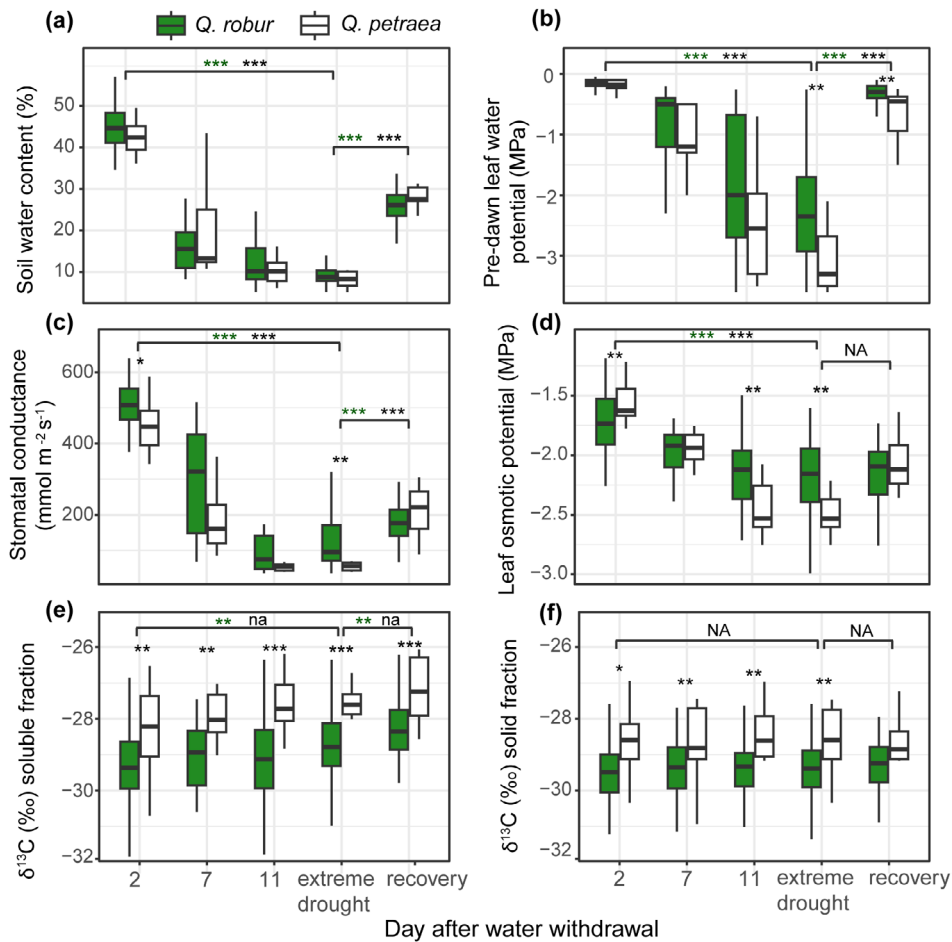 (a) Q. robur Q. petraea (b)
*** ***
*** ***
Soil water content (%)
50
40
30
20
10
*** *** *** ***
** **
Pre-dawn leaf water
potential (MPa)
0
−1
−2
−3
(c)
*** ***
*
*** ***
**
Stomatal conductance
(mmol m⁻² s⁻¹)
600
400
200
(d)
*** *** NA
** ** **
Leaf osmotic potential (MPa)
−1.5
−2.0
−2.5
−3.0
(e)
** na ** na
** ** *** *** ***
δ¹³C (‰) soluble fraction
−26
−28
−30
−32
2 7 11 extreme recovery
drought
(f)
NA NA
* ** ** **
δ¹³C (‰) solid fraction
−26
−28
−30
−32
2 7 11 extreme recovery
drought
Day after water withdrawal